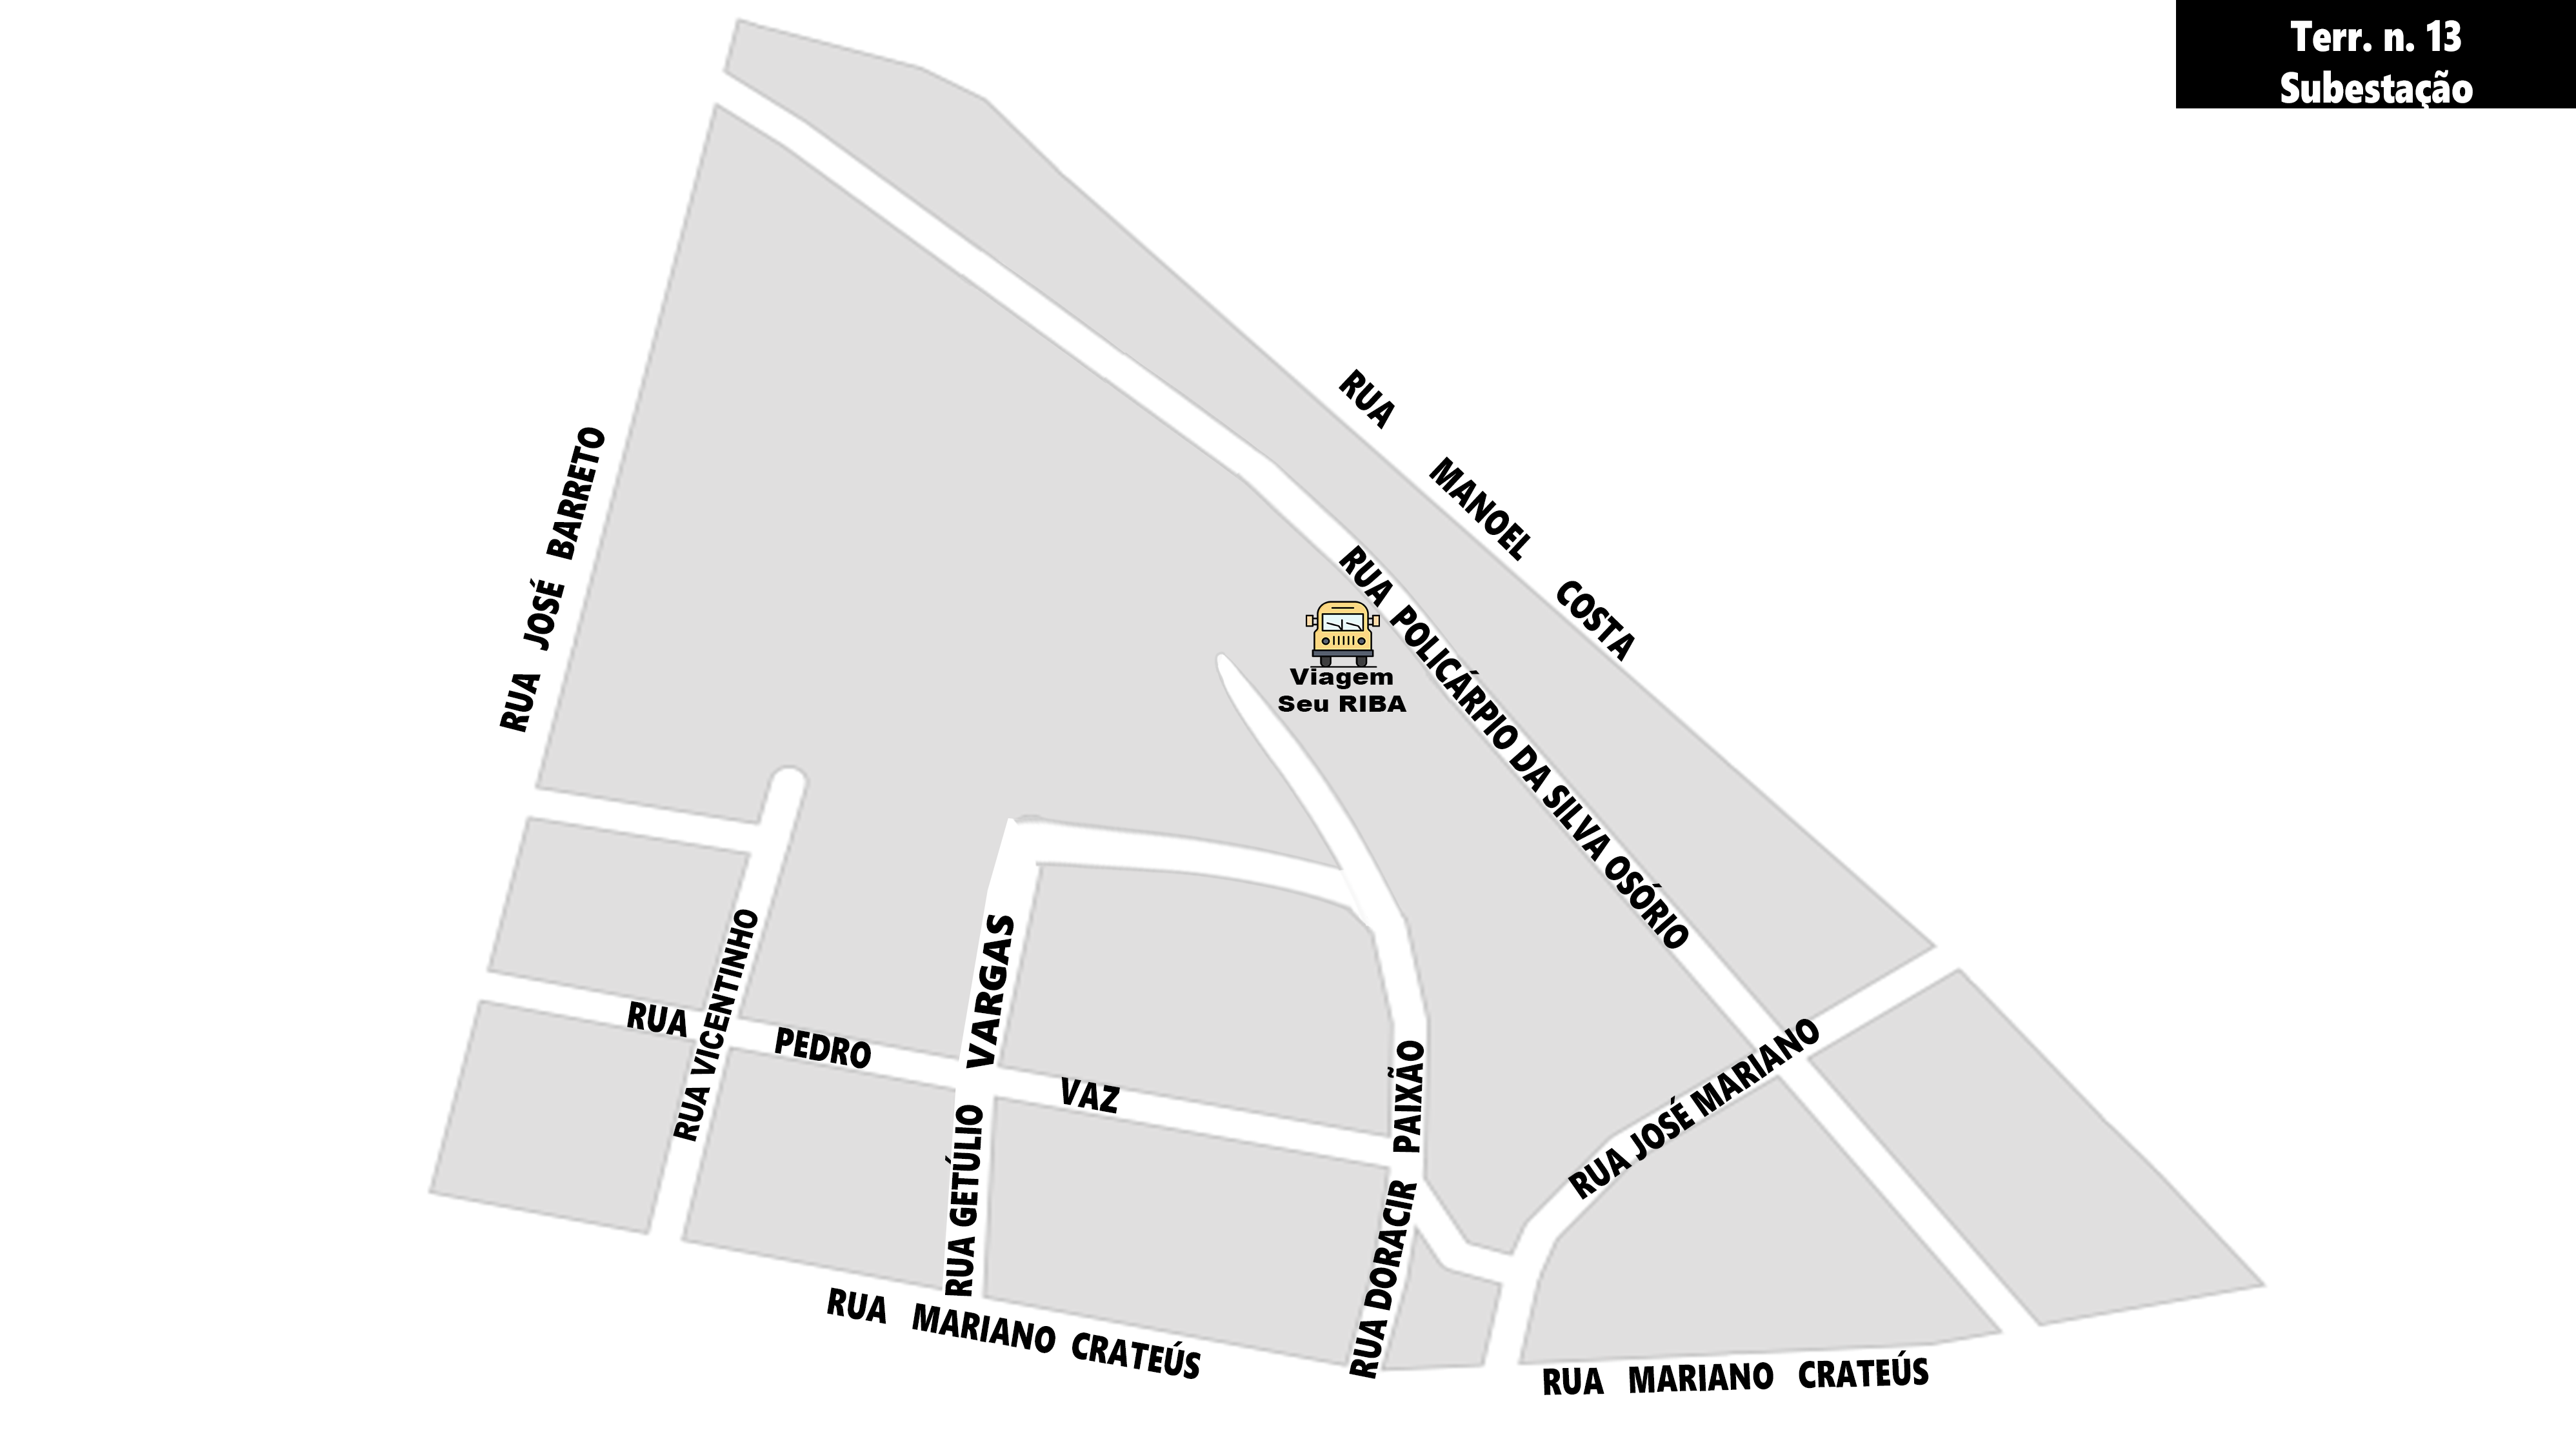 Terr. n. 13
Subestação
RUA MANOEL COSTA
RUA JOSÉ BARRETO
RUA POLICÁRPIO DA SILVA OSÓRIO
Viagem
Seu RIBA
RUA VICENTINHO
RUA GETÚLIO VARGAS
RUA PEDRO VAZ
RUA DORACIR PAIXÃO
RUA JOSÉ MARIANO
RUA MARIANO CRATEÚS
RUA MARIANO CRATEÚS